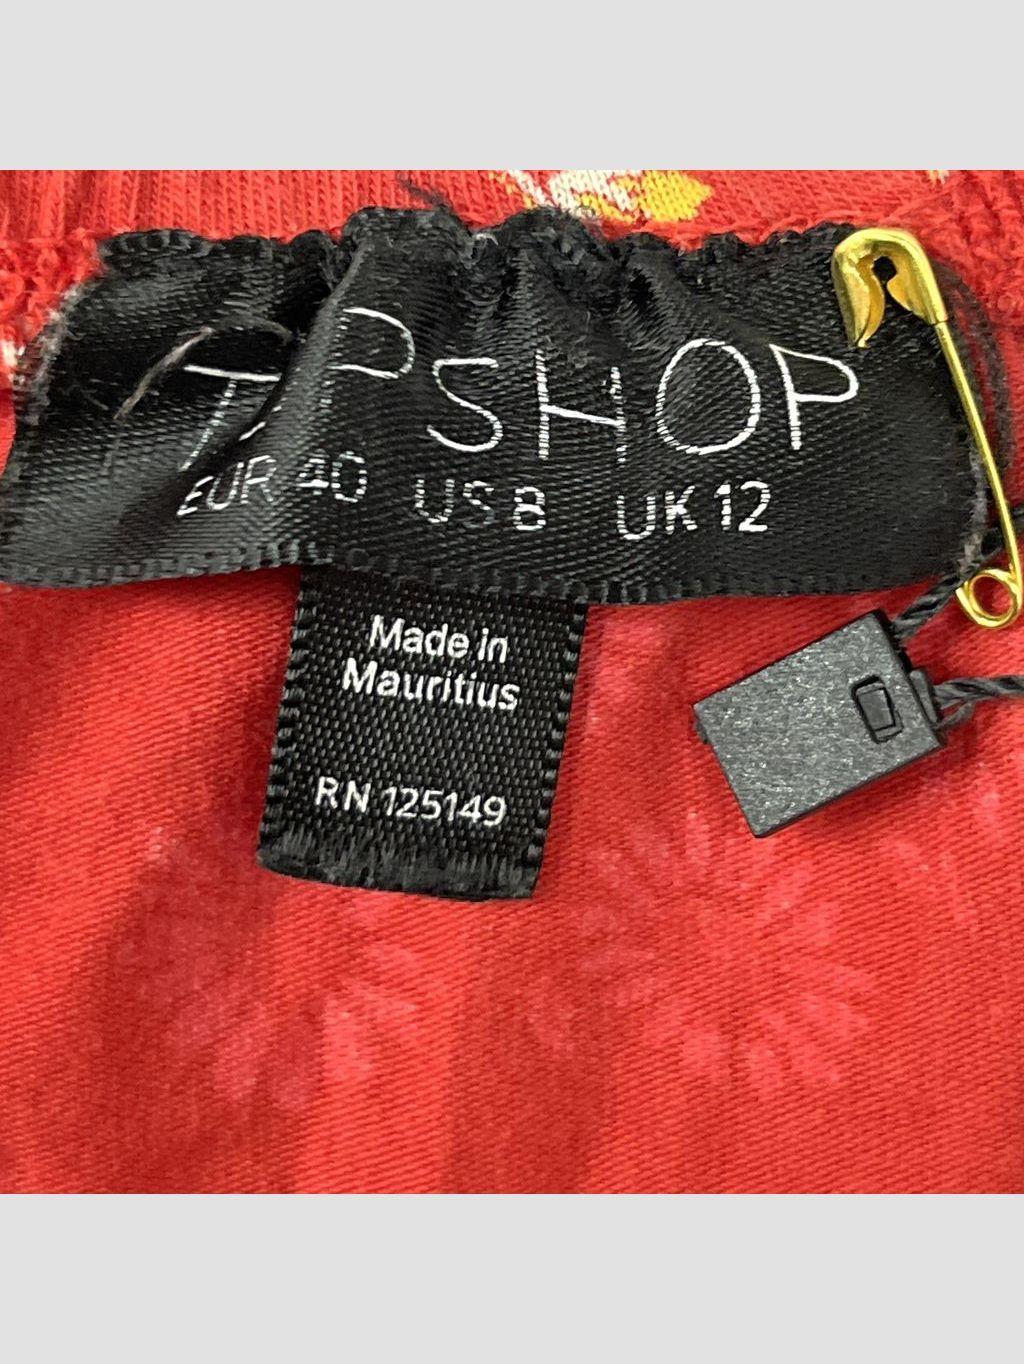 TOPSHOP
EUR 40 US 8 UK 12
Made in
Mauritius
RN 125149